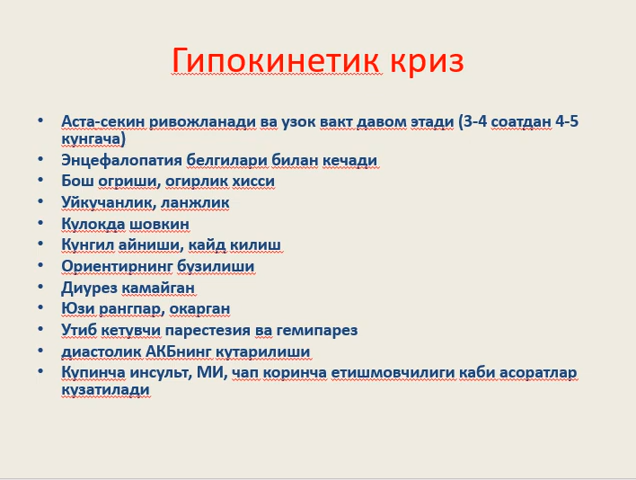 Гипокинетик криз
• Аста-секин ривожланади ва узок вакт давом этади (3-4 соатдан 4-5
кунгача)
• Энцефалопатия белгилари билан кечади
• Бош огриши, огирлик хисси
• Уйкучанлик, ланжлик
• Кулокда шовкин
• Кунгил айниши, кайд килиш
• Ориентирнинг бузилиши
• Диурез камайган
• Юзи рангпар, окарган
• Утиб кетувчи парестезия ва гемипарез
• диастолик АКБнинг кутарилиши
• Купинча инсульт, МИ, чап коринча етишмовчилиги каби асоратлар
кузатилади